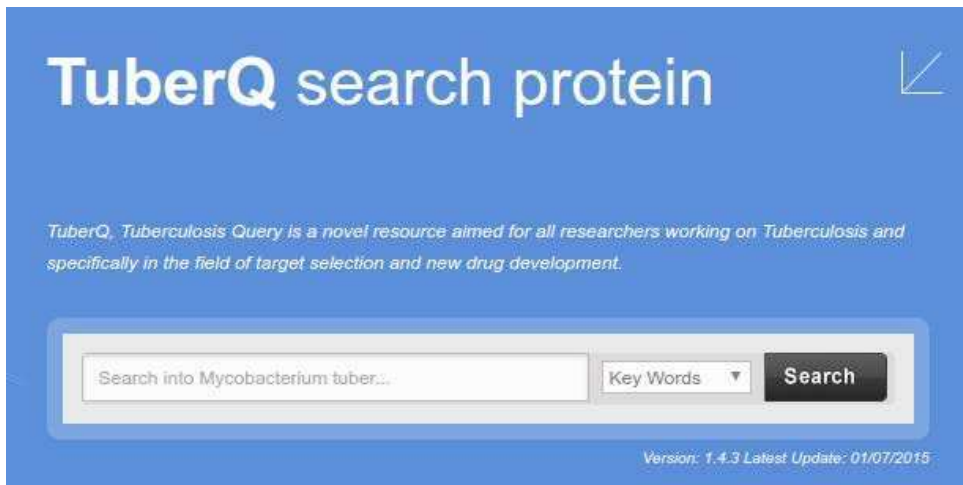 TuberQ search protein
TuberQ, Tuberculosis Query is a novel resource aimed for all researchers working on Tuberculosis and
specifically in the field of target selection and new drug development.
Search into Mycobacterium tuber... Key Words ▼ Search
Version: 1.4.3 Latest Update: 01/07/2015